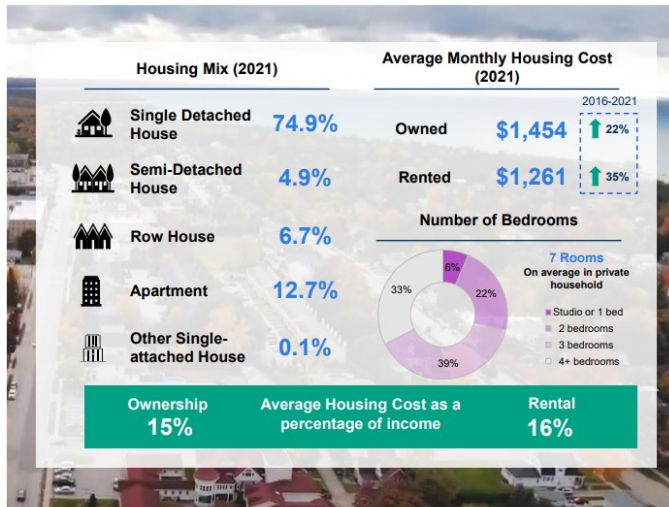 Housing Mix (2021)
Single Detached
House
74.9%
Semi-Detached
House
4.9%
Row House
6.7%
Apartment
12.7%
Other Single-
attached House
0.1%
Average Monthly Housing Cost
(2021)
2016-2021
Owned
$1,454
22%
Rented
$1,261
35%
Number of Bedrooms
6%
22%
39%
33%
7 Rooms
On average in private
household
Studio or 1 bed
2 bedrooms
3 bedrooms
4+ bedrooms
Ownership
15%
Average Housing Cost as a
percentage of income
Rental
16%